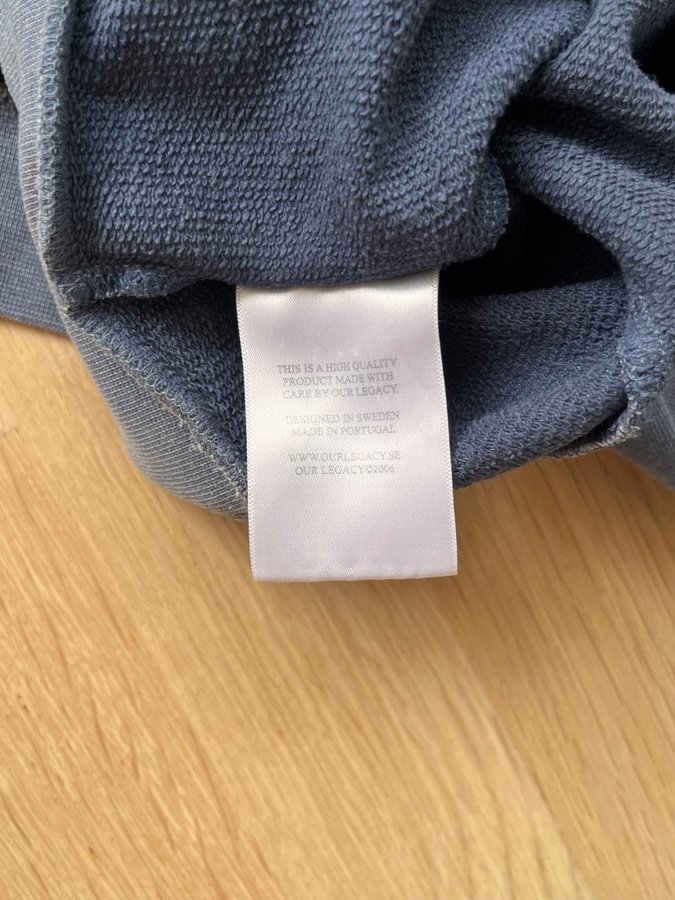 THIS IS A HIGH QUALITY
PRODUCT MADE WITH
CARE BY OUR LEGACY.
DESIGNED IN SWEDEN
MADE IN PORTUGAL
WWW.OURLEGACY.SE
OUR LEGACY©2006